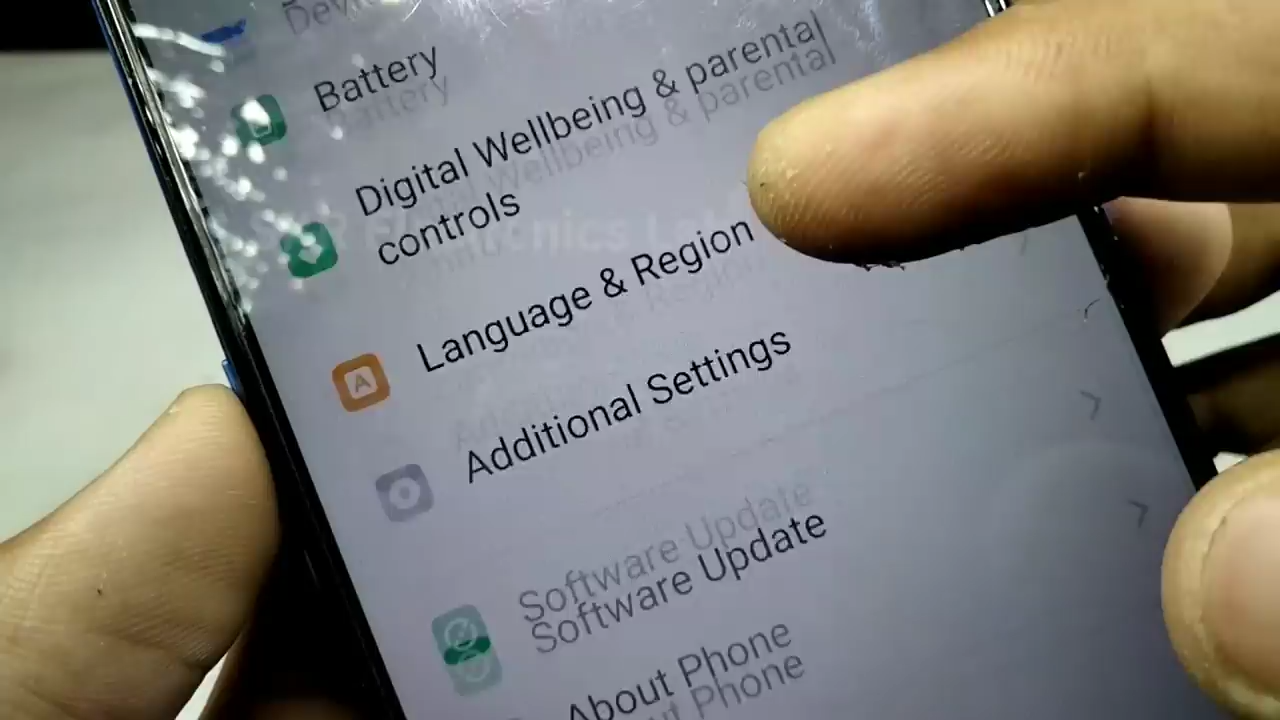 Battery
Digital Wellbeing & parental
controls
Language & Region
Additional Settings
Software Update
About Phone